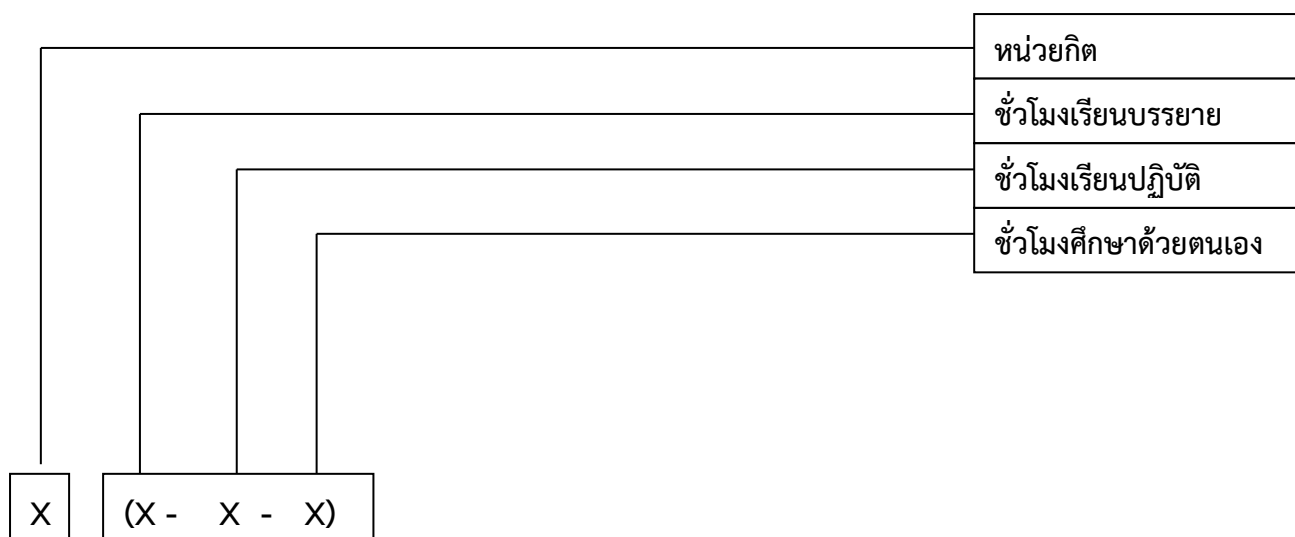 หน่วยกิต
ชั่วโมงเรียนบรรยาย
ชั่วโมงเรียนปฏิบัติ
ชั่วโมงศึกษาด้วยตนเอง
X (X - X - X)